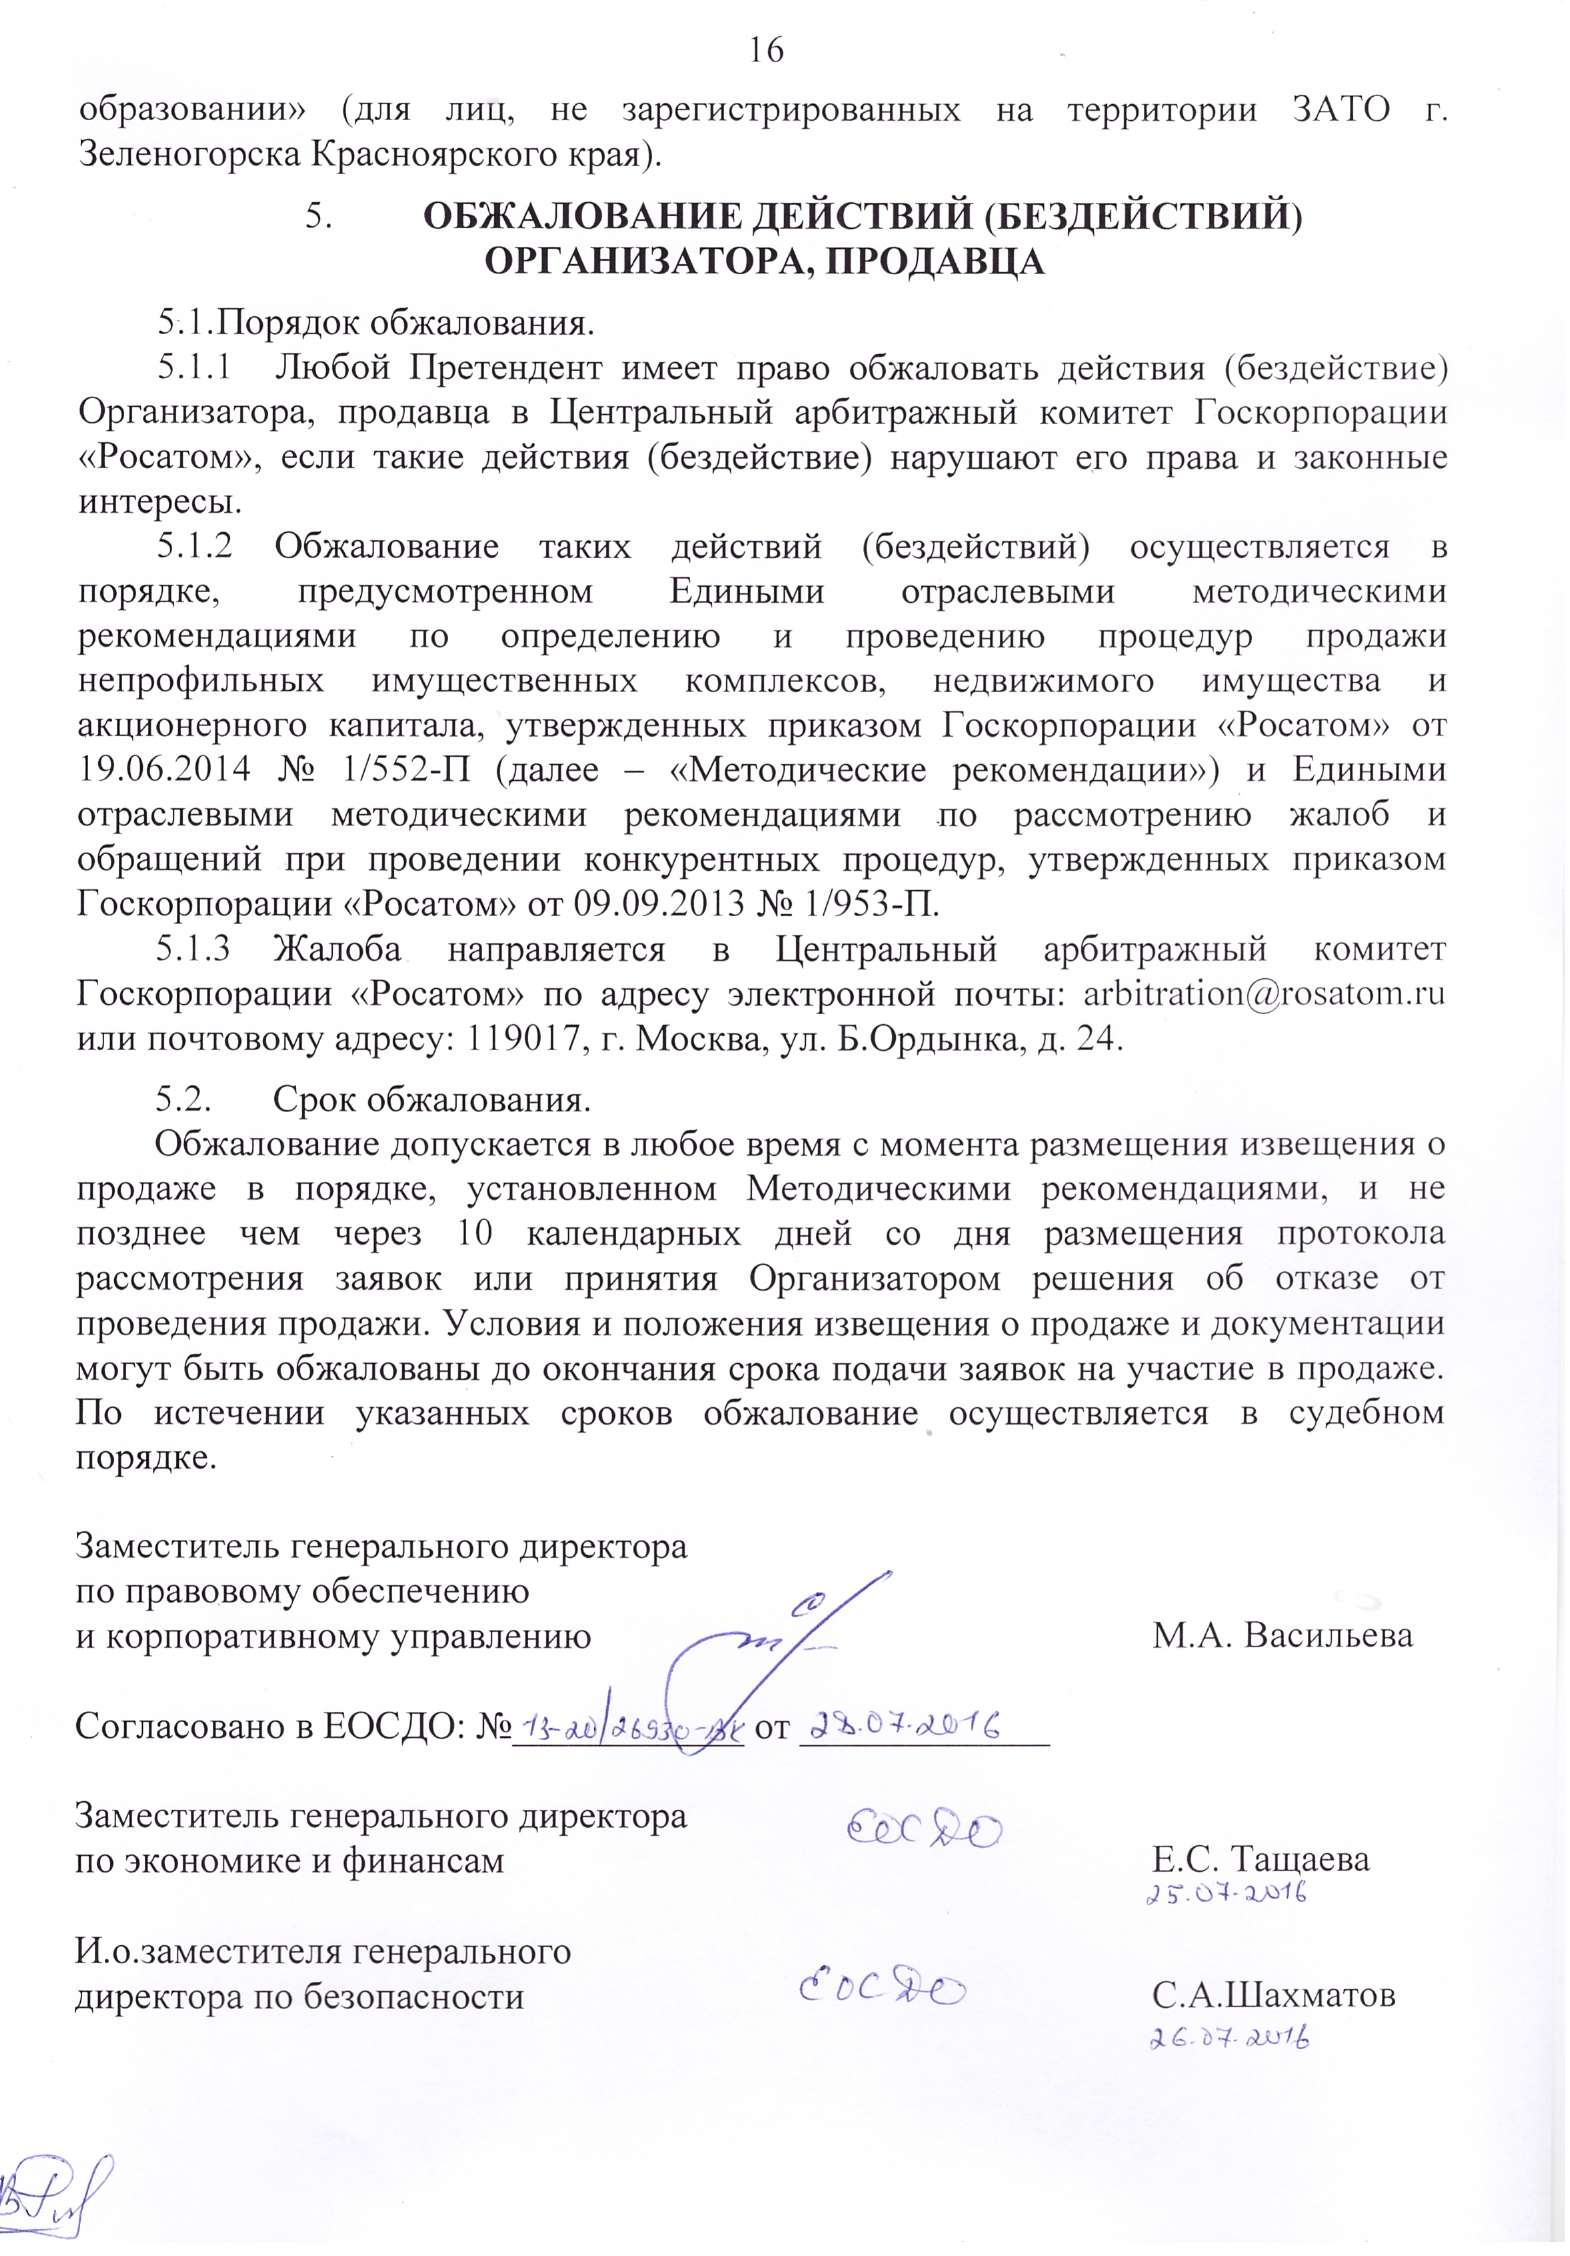 16
образовании» (для лиц, не зарегистрированных на территории ЗАТО г.
Зеленогорска Красноярского края).
5. ОБЖАЛОВАНИЕ ДЕЙСТВИЙ (БЕЗДЕЙСТВИЙ)
ОРГАНИЗАТОРА, ПРОДАВЦА
5.1.Порядок обжалования.
5.1.1 Любой Претендент имеет право обжаловать действия (бездействие)
Организатора, продавца в Центральный арбитражный комитет Госкорпорации
«Росатом», если такие действия (бездействие) нарушают его права и законные
интересы.
5.1.2 Обжалование таких действий (бездействий) осуществляется в
порядке, предусмотренном Едиными отраслевыми методическими
рекомендациями по определению и проведению процедур продажи
непрофильных имущественных комплексов, недвижимого имущества и
акционерного капитала, утвержденных приказом Госкорпорации «Росатом» от
19.06.2014 № 1/552-П (далее – «Методические рекомендации») и Едиными
отраслевыми методическими рекомендациями по рассмотрению жалоб и
обращений при проведении конкурентных процедур, утвержденных приказом
Госкорпорации «Росатом» от 09.09.2013 № 1/953-П.
5.1.3 Жалоба направляется в Центральный арбитражный комитет
Госкорпорации «Росатом» по адресу электронной почты: arbitration@rosatom.ru
или почтовому адресу: 119017, г. Москва, ул. Б.Ордынка, д. 24.
5.2. Срок обжалования.
Обжалование допускается в любое время с момента размещения извещения о
продаже в порядке, установленном Методическими рекомендациями, и не
позднее чем через 10 календарных дней со дня размещения протокола
рассмотрения заявок или принятия Организатором решения об отказе от
проведения продажи. Условия и положения извещения о продаже и документации
могут быть обжалованы до окончания срока подачи заявок на участие в продаже.
По истечении указанных сроков обжалование осуществляется в судебном
порядке.
Заместитель генерального директора
по правовому обеспечению
и корпоративному управлению М.А. Васильева
Согласовано в ЕОСДО: № 13-20/26930-ВК от 28.07.2016
Заместитель генерального директора ЕОСДО
по экономике и финансам Е.С. Тащаева
25.07.2016
И.о.заместителя генерального
директора по безопасности ЕОСДО С.А.Шахматов
26.07.2016